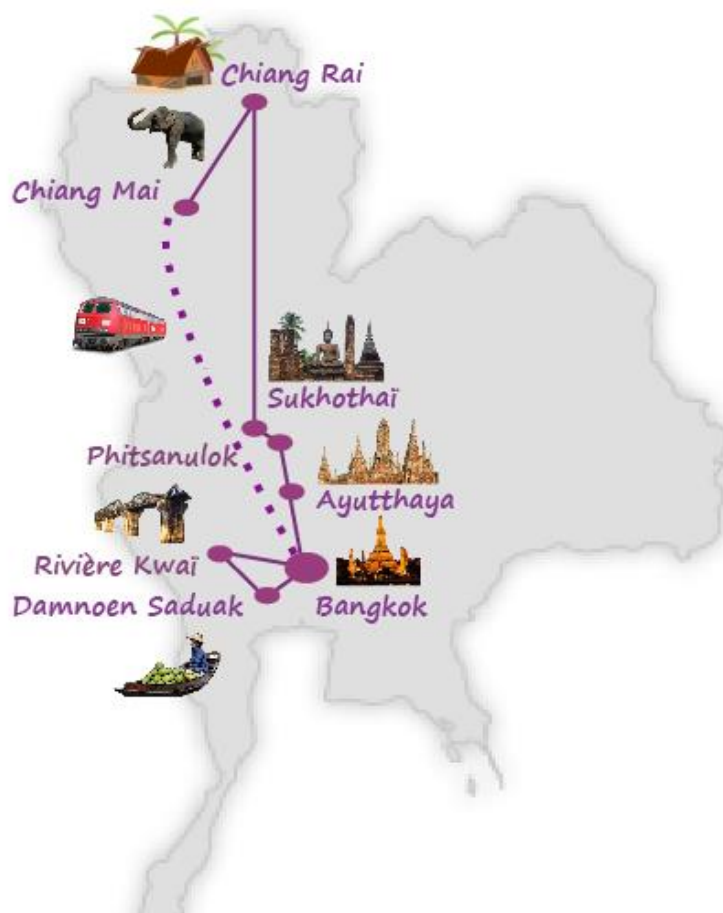 Chiang Rai
Chiang Mai
Sukhothaï
Phitsanulok
Ayutthaya
Rivière Kwaï
Damnoen Saduak
Bangkok